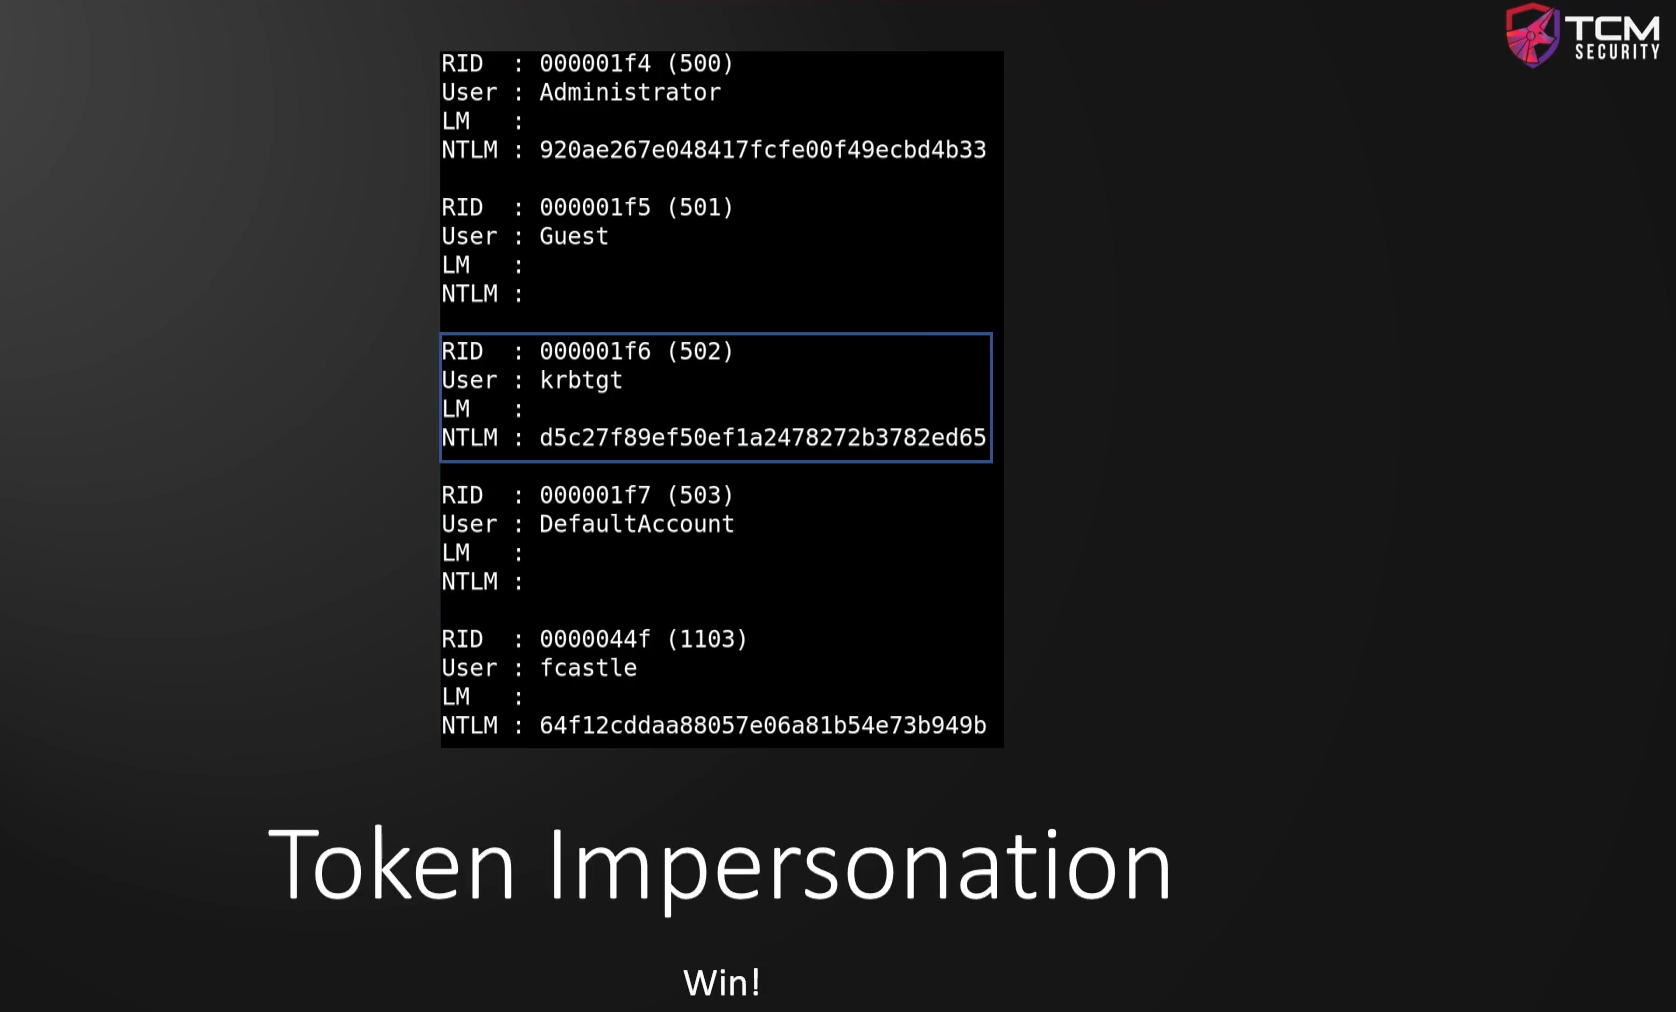 TCM
SECURITY
RID  : 000001f4 (500)
User : Administrator
LM   :
NTLM : 920ae267e048417fcfe00f49ecbd4b33
RID  : 000001f5 (501)
User : Guest
LM   :
NTLM :
RID  : 000001f6 (502)
User : krbtgt
LM   :
NTLM : d5c27f89ef50ef1a2478272b3782ed65
RID  : 000001f7 (503)
User : DefaultAccount
LM   :
NTLM :
RID  : 0000044f (1103)
User : fcastle
LM   :
NTLM : 64f12cddaa88057e06a81b54e73b949b
Token Impersonation
Win!